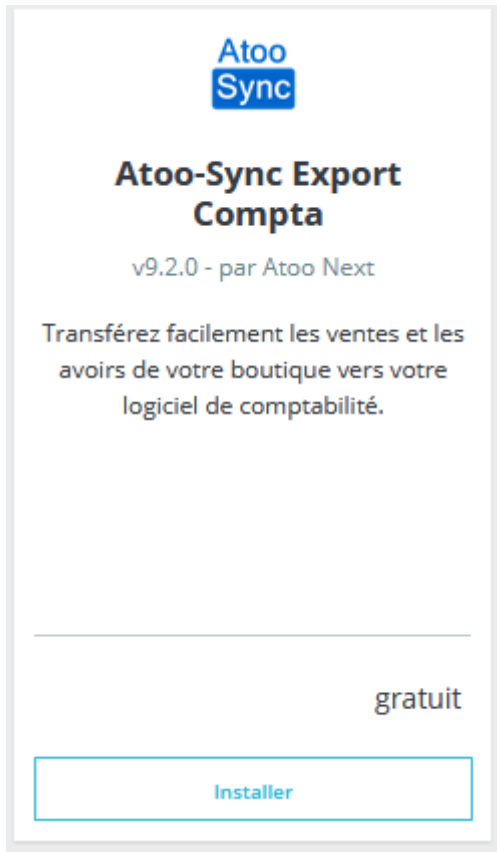 Atoo
Sync
Atoo-Sync Export
Compta
v9.2.0 - par Atoo Next
Transférez facilement les ventes et les
avoirs de votre boutique vers votre
logiciel de comptabilité.
gratuit
Installer